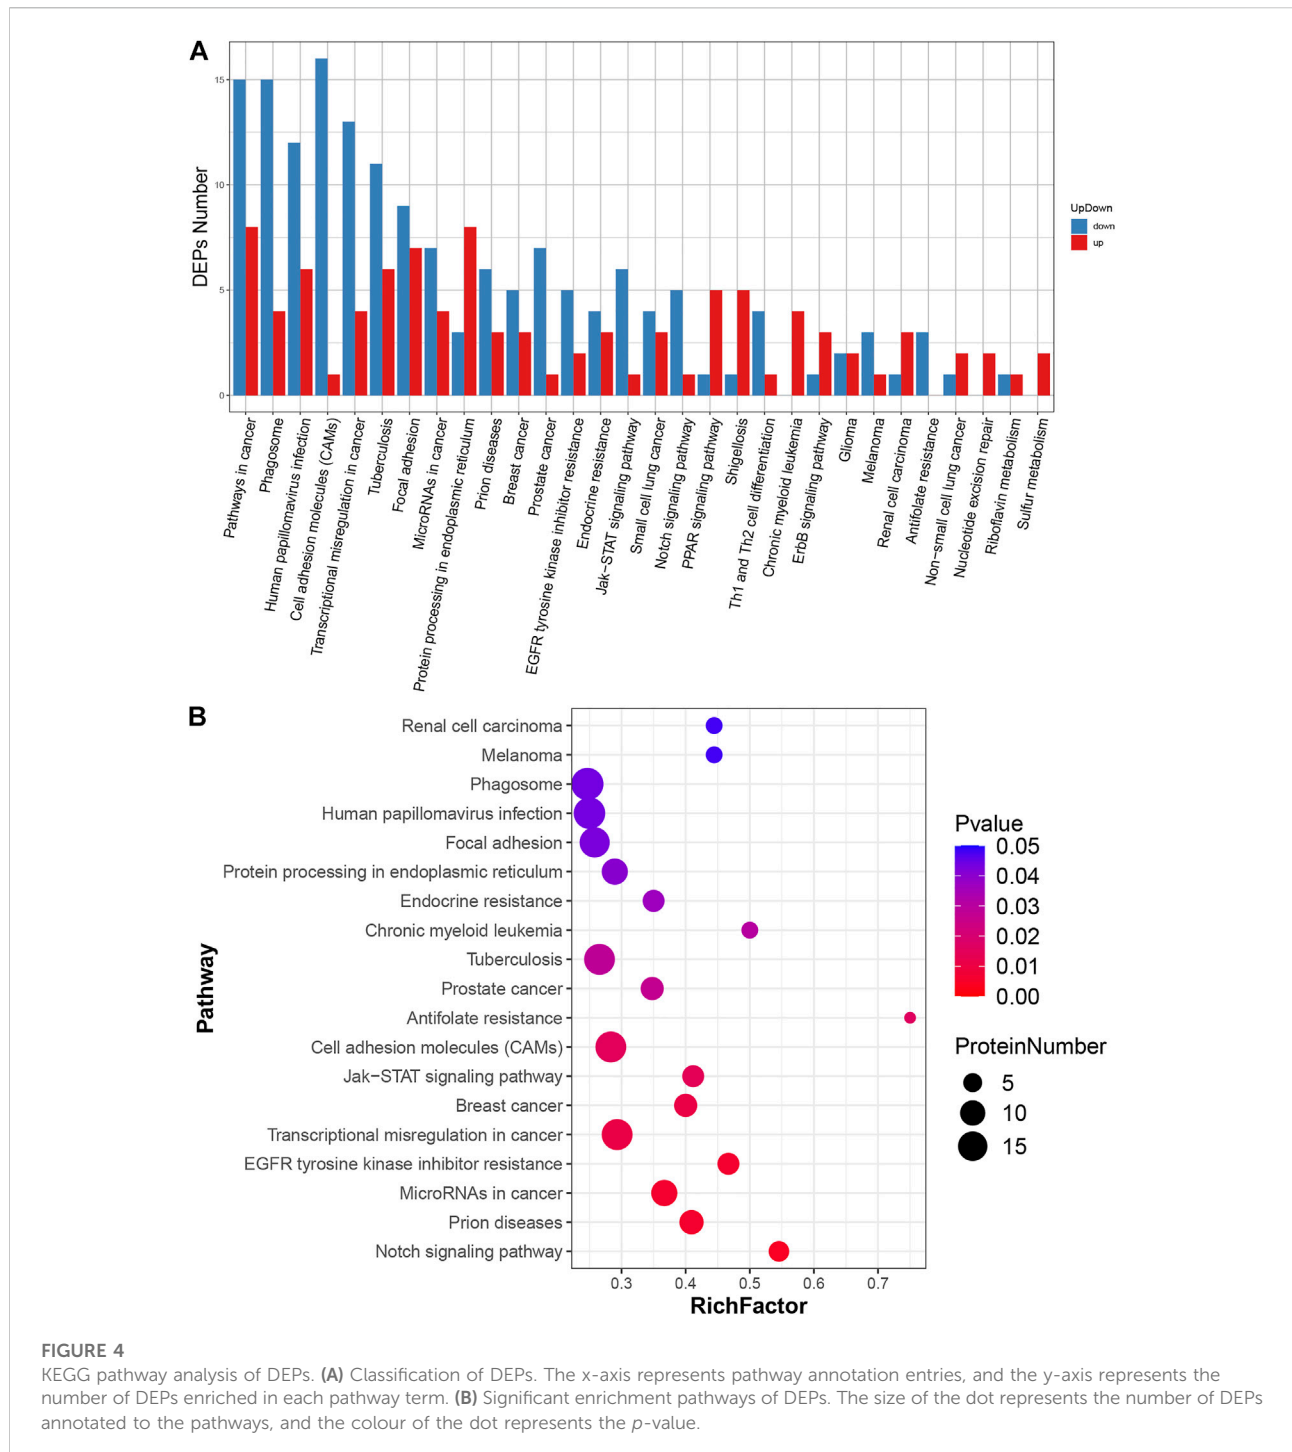 A
DEPs Number
15
10
5
0
UpDown
down
up
Pathways in cancer
Phagosome
Human papillomavirus infection
Cell adhesion molecules (CAMs)
Transcriptional misregulation in cancer
Tuberculosis
Focal adhesion
MicroRNAs in cancer
Protein processing in endoplasmic reticulum
Prion diseases
Breast cancer
Prostate cancer
EGFR tyrosine kinase inhibitor resistance
Endocrine resistance
Jak−STAT signaling pathway
Small cell lung cancer
Notch signaling pathway
PPAR signaling pathway
Shigellosis
Th1 and Th2 cell differentiation
Chronic myeloid leukemia
ErbB signaling pathway
Glioma
Melanoma
Renal cell carcinoma
Antifolate resistance
Non−small cell lung cancer
Nucleotide excision repair
Riboflavin metabolism
Sulfur metabolism
B
Pathway
Renal cell carcinoma
Melanoma
Phagosome
Human papillomavirus infection
Focal adhesion
Protein processing in endoplasmic reticulum
Endocrine resistance
Chronic myeloid leukemia
Tuberculosis
Prostate cancer
Antifolate resistance
Cell adhesion molecules (CAMs)
Jak−STAT signaling pathway
Breast cancer
Transcriptional misregulation in cancer
EGFR tyrosine kinase inhibitor resistance
MicroRNAs in cancer
Prion diseases
Notch signaling pathway
0.3 0.4 0.5 0.6 0.7
RichFactor
Pvalue
0.05
0.04
0.03
0.02
0.01
0.00
ProteinNumber
5
10
15
FIGURE 4
KEGG pathway analysis of DEPs. (A) Classification of DEPs. The x-axis represents pathway annotation entries, and the y-axis represents the
number of DEPs enriched in each pathway term. (B) Significant enrichment pathways of DEPs. The size of the dot represents the number of DEPs
annotated to the pathways, and the colour of the dot represents the p-value.